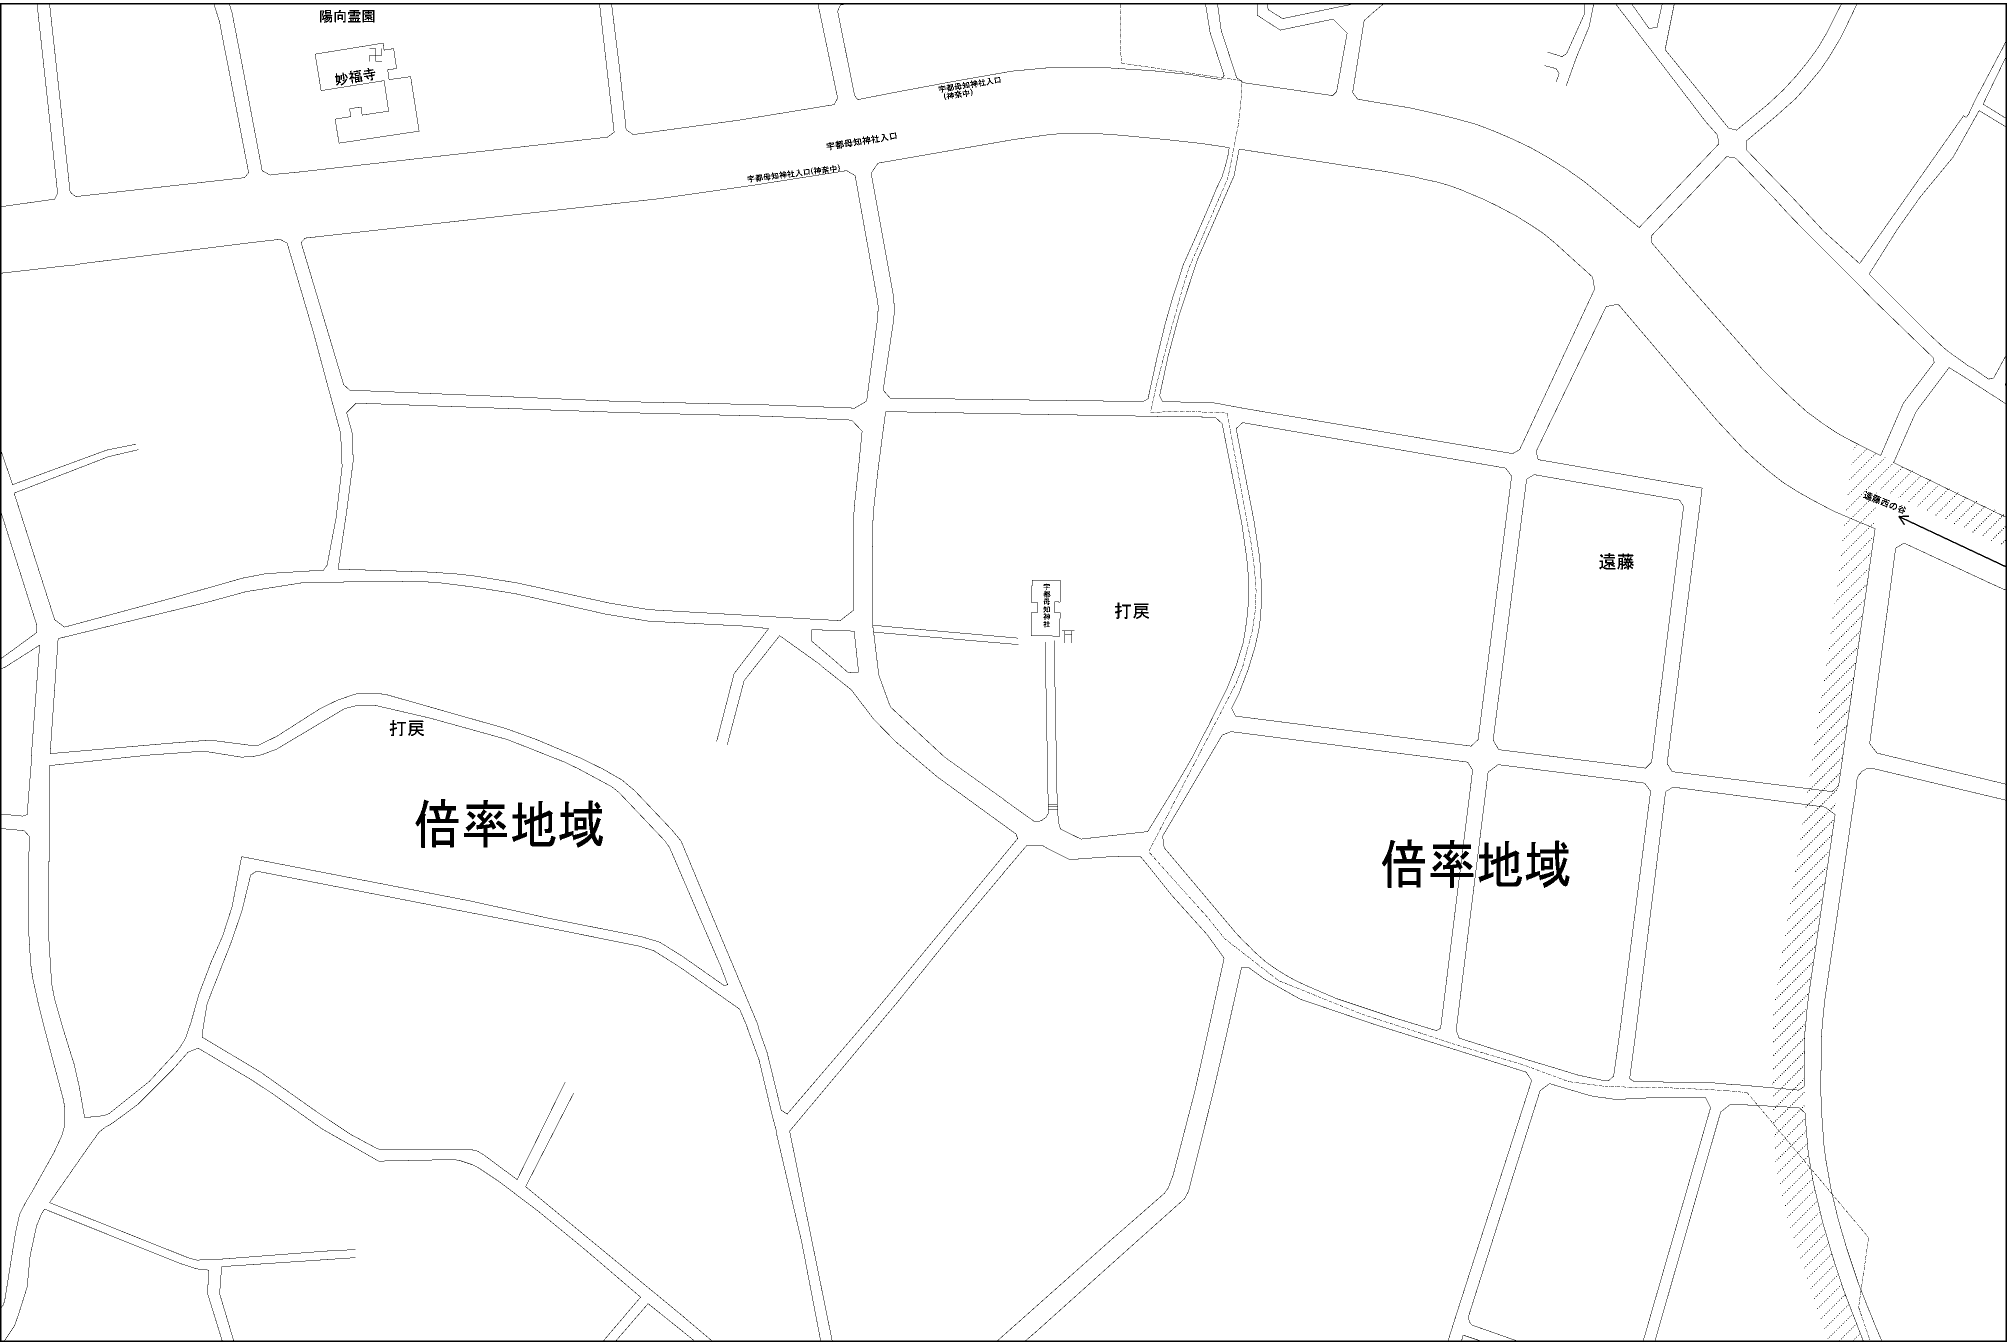 陽向霊園
妙福寺
宇都母知神社入口
(神奈中)
宇都母知神社入口
宇都母知神社入口(神奈中)
遠藤西の谷
遠藤
宇都母知神社
打戻
打戻
倍率地域
倍率地域